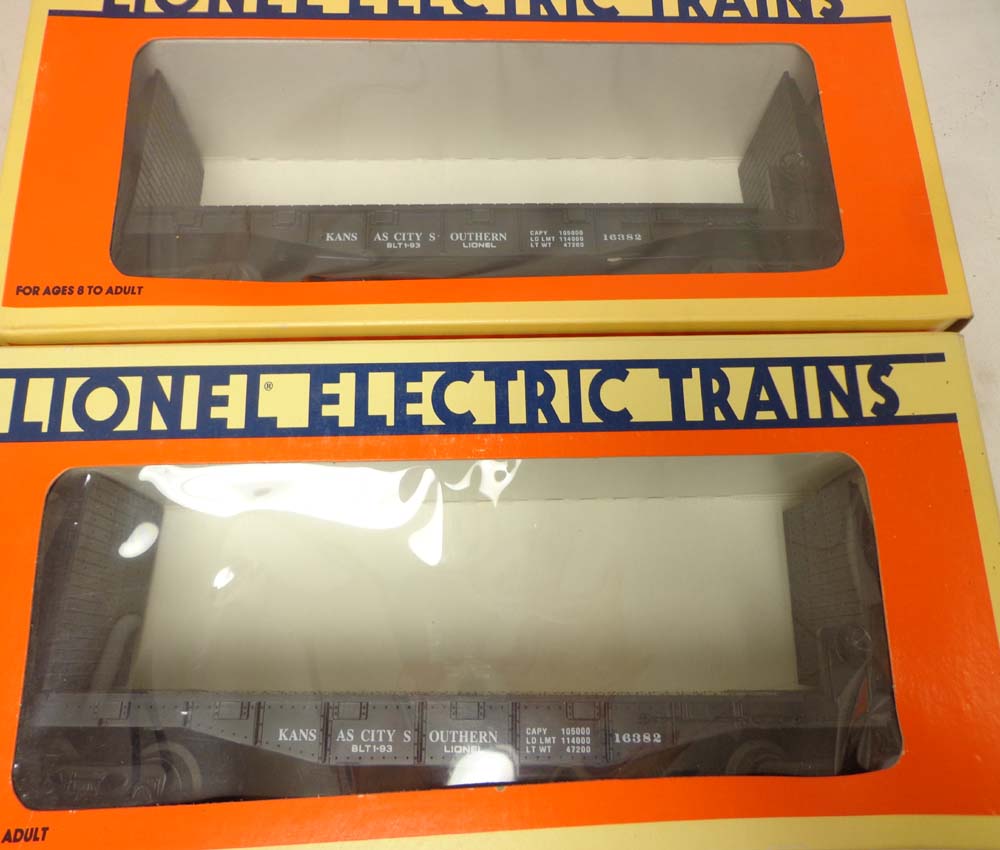 LIONEL ELECTRIC TRAINS
KANS AS CITY S OUTHERN
BLT 1-93 LIONEL
CAPY 105000
LD LMT 114000
LT WT 47200
16382
FOR AGES 8 TO ADULT
LIONEL® ELECTRIC TRAINS
KANS AS CITY S OUTHERN
BLT 1-93 LIONEL
CAPY 105000
LD LMT 114000
LT WT 47200
16382
ADULT